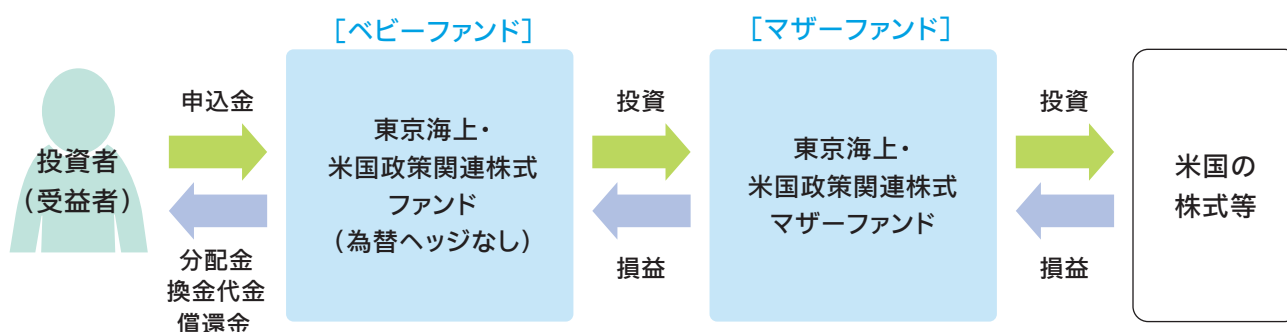 [ベビーファンド]
[マザーファンド]
投資者
(受益者)
申込金
分配金
換金代金
償還金
東京海上・
米国政策関連株式
ファンド
(為替ヘッジなし)
投資
損益
東京海上・
米国政策関連株式
マザーファンド
投資
損益
米国の
株式等